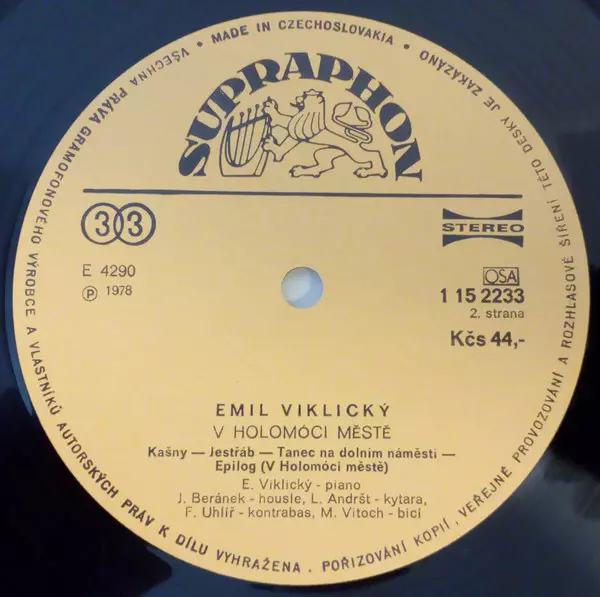 VŠECHNA PRÁVA GRAMOFONOVÉHO VÝROBCE A VLASTNÍKŮ AUTORSKÝCH PRÁV K DÍLU VYHRAŽENA. POŘIZOVÁNÍ KOPIÍ, VEŘEJNÉ PROVOZOVÁNÍ A ROZHLASOVÉ ŠÍŘENÍ TÉTO DESKY JE ZAKÁZÁNO
• MADE IN CZECHOSLOVAKIA •
SUPRAPHON
33
STEREO
E 4290
Ⓟ 1978
OSA
1 15 2233
2. strana
Kčs 44,-
EMIL VIKLICKÝ
V HOLOMÓCI MĚSTĚ
Kašny — Jestřáb — Tanec na dolním náměstí —
Epilog (V Holomóci městě)
E. Viklický - piano
J. Beránek - housle, L. Andršt - kytara,
F. Uhlíř - kontrabas, M. Vitoch - bicí